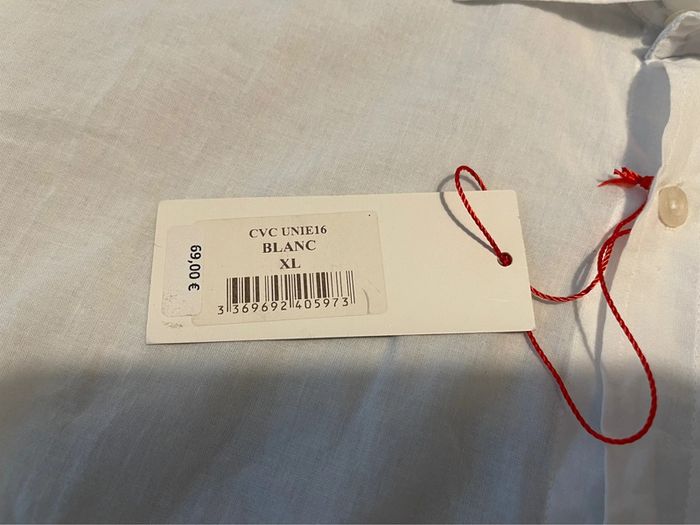 CVC UNIE16
BLANC
XL
3 369692 405973
69,00 €